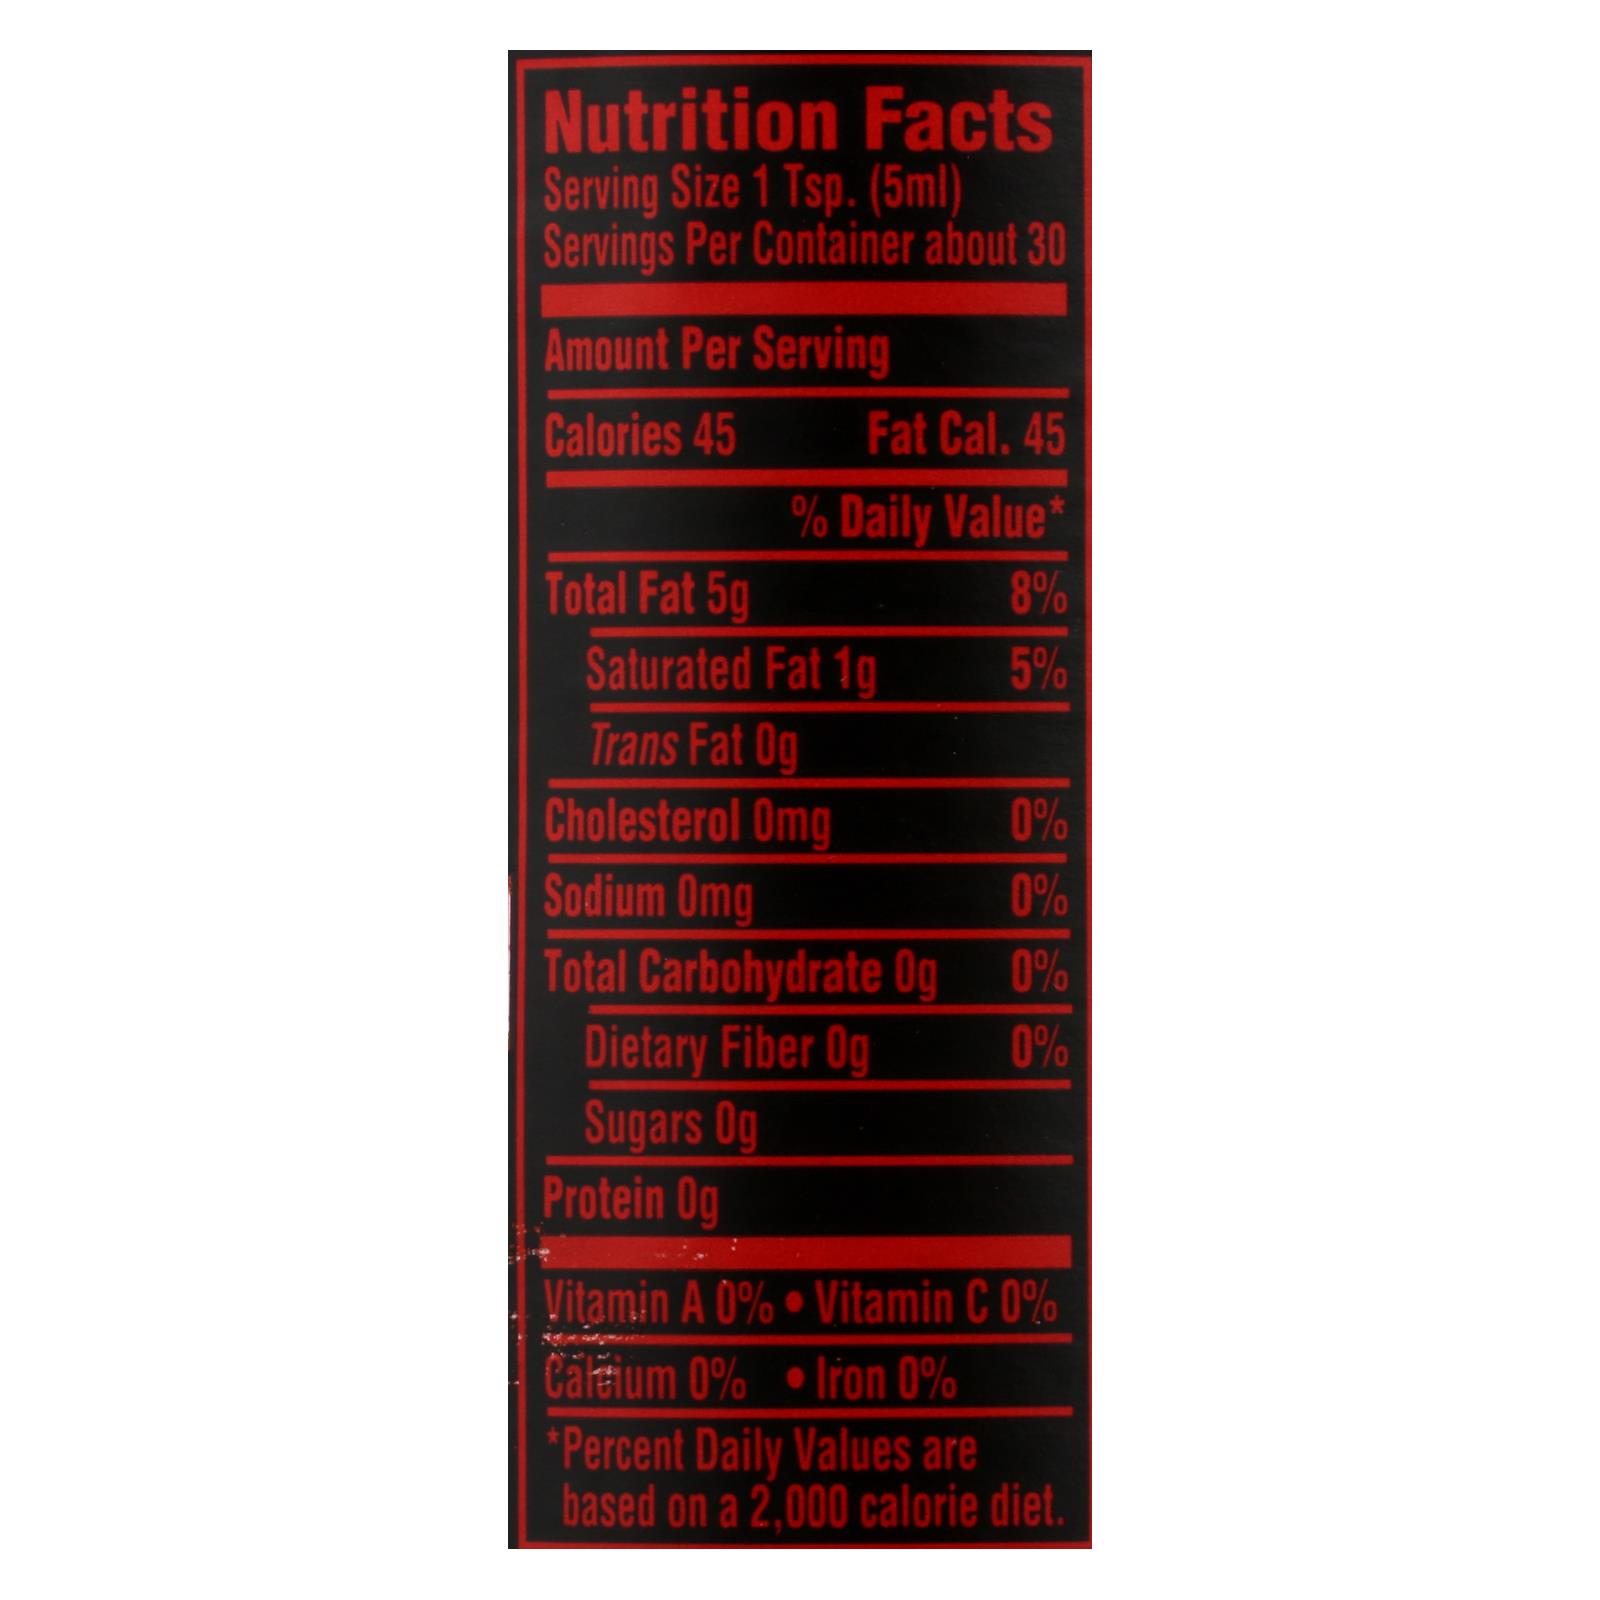 Nutrition Facts
Serving Size 1 Tsp. (5ml)
Servings Per Container about 30
Amount Per Serving
Calories 45 Fat Cal. 45
% Daily Value*
Total Fat 5g 8%
Saturated Fat 1g 5%
Trans Fat 0g
Cholesterol 0mg 0%
Sodium 0mg 0%
Total Carbohydrate 0g 0%
Dietary Fiber 0g 0%
Sugars 0g
Protein 0g
Vitamin A 0% • Vitamin C 0%
Calcium 0% • Iron 0%
*Percent Daily Values are
based on a 2,000 calorie diet.